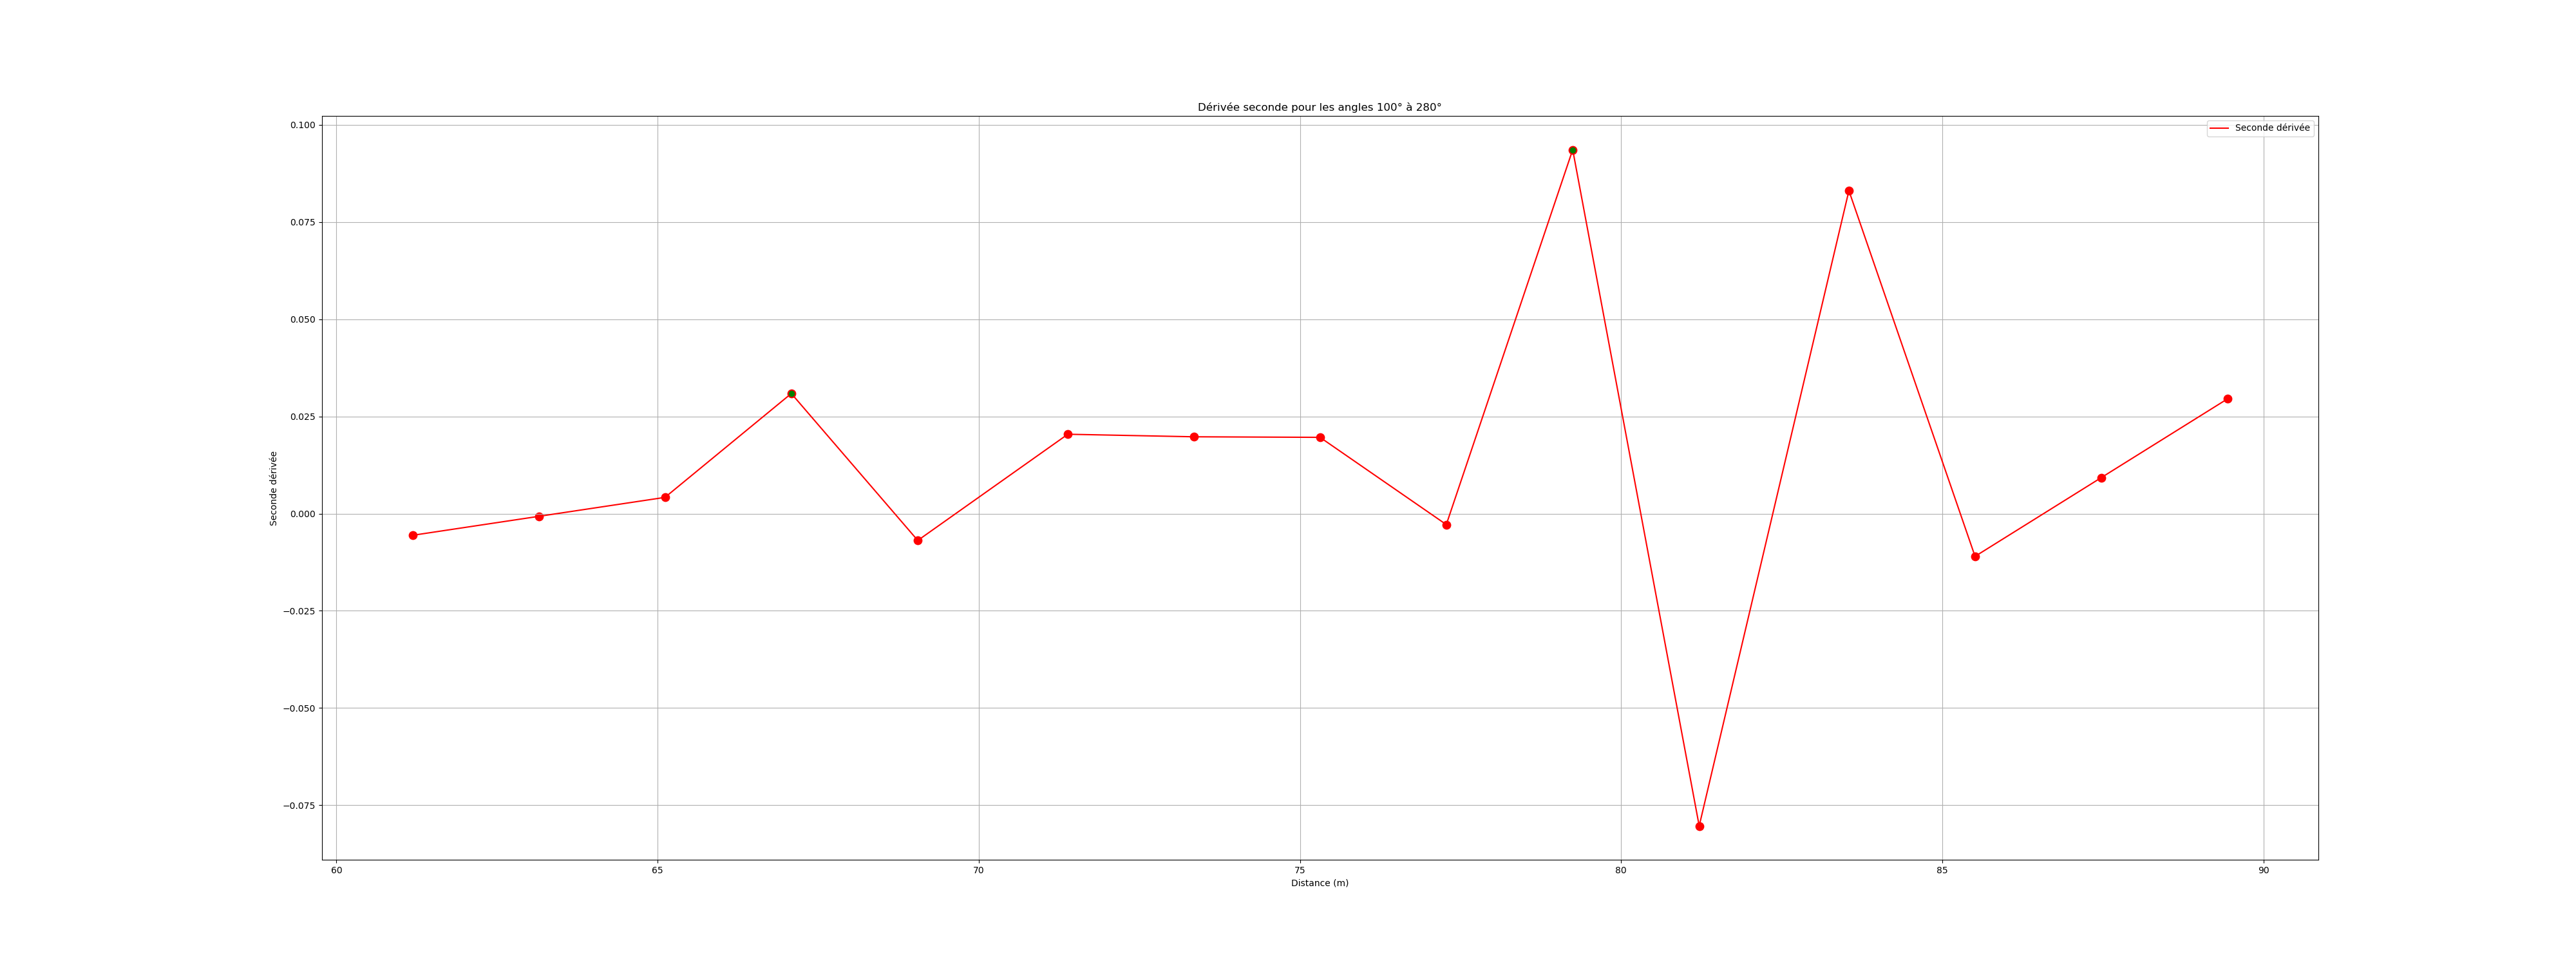 Dérivée seconde pour les angles 100° à 280°
Seconde dérivée
0.100
0.075
0.050
0.025
0.000
−0.025
−0.050
−0.075
Seconde dérivée
60 65 70 75 80 85 90
Distance (m)